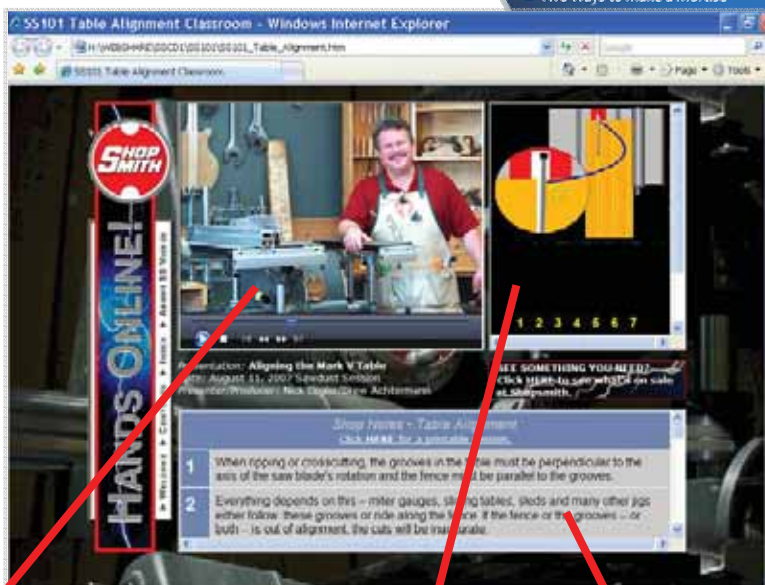 Two Ways to Make a Mortise
SS101 Table Alignment Classroom - Windows Internet Explorer
SS101 Table Alignment Classroom
Page Tools
SHOP
SMITH
HANDS ONLINE!
1 2 3 4 5 6 7
Presentation: Aligning the Mark V Table
Date: August 11, 2007 Sawdust Session
Presenter/Producer: Nick
SEE SOMETHING YOU NEED?
Click HERE to see what's on sale
at Shopsmith.
Shop Notes • Table Alignment
Click HERE for a printable version.
1 When ripping or crosscutting, the grooves in the table must be perpendicular to the
axis of the saw blade's rotation and the fence must be parallel to the grooves.
2 Everything depends on this – miter gauges, sliding tables, sleds and many other jigs
either follow these grooves or ride along the fence. If the fence or the grooves – or
both – is out of alignment, the cuts will be inaccurate.